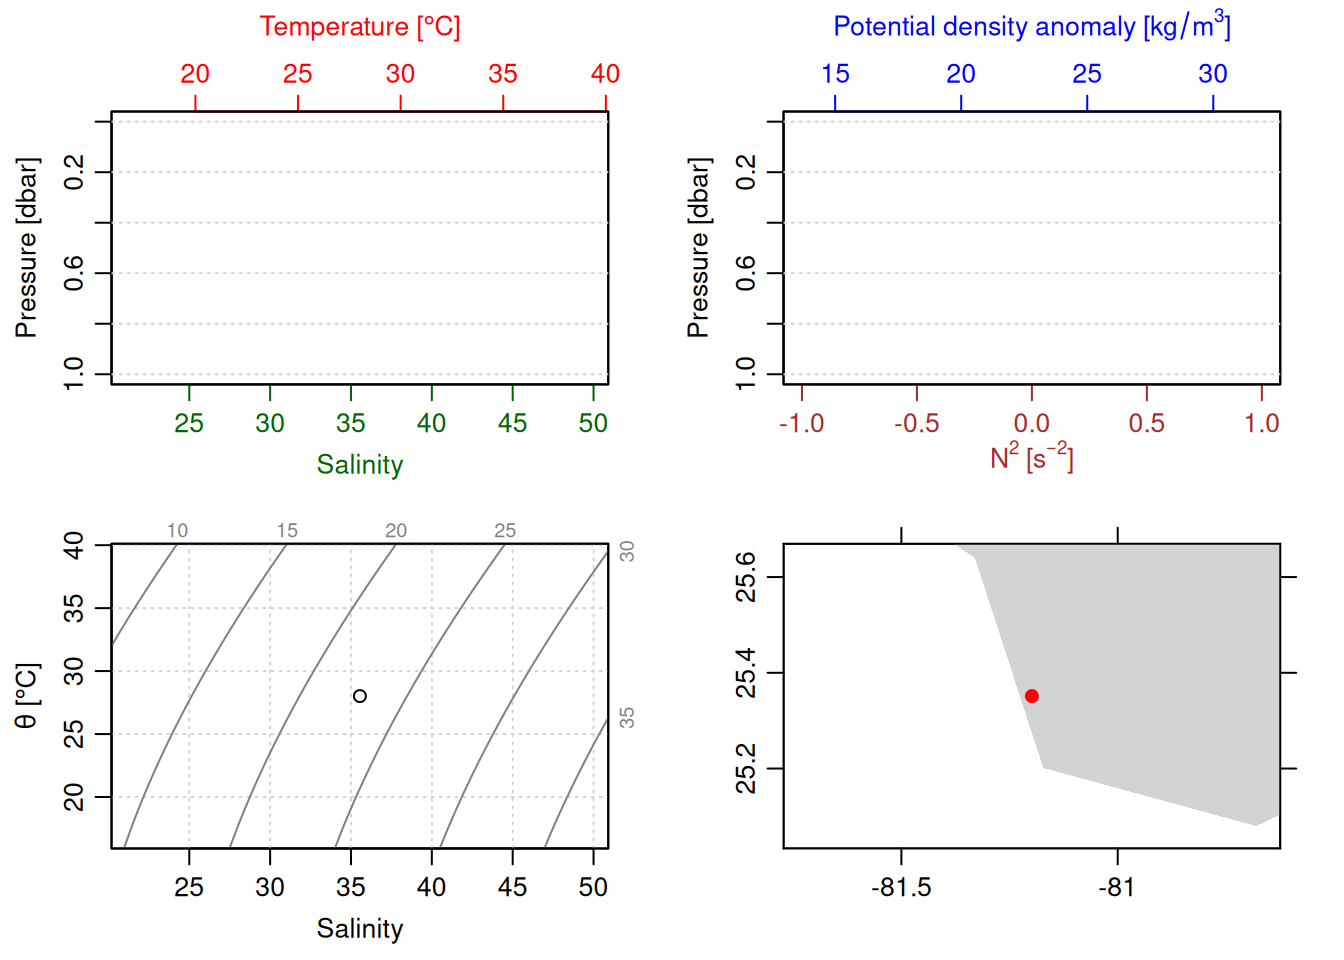 Temperature [°C]
20 25 30 35 40
Pressure [dbar]
0.2 0.6 1.0
25 30 35 40 45 50
Salinity
Potential density anomaly [kg/m³]
15 20 25 30
Pressure [dbar]
0.2 0.6 1.0
-1.0 -0.5 0.0 0.5 1.0
N² [s⁻²]
10 15 20 25
30
35
θ [°C]
40 35 30 25 20
25 30 35 40 45 50
Salinity
25.6 25.4 25.2
-81.5 -81